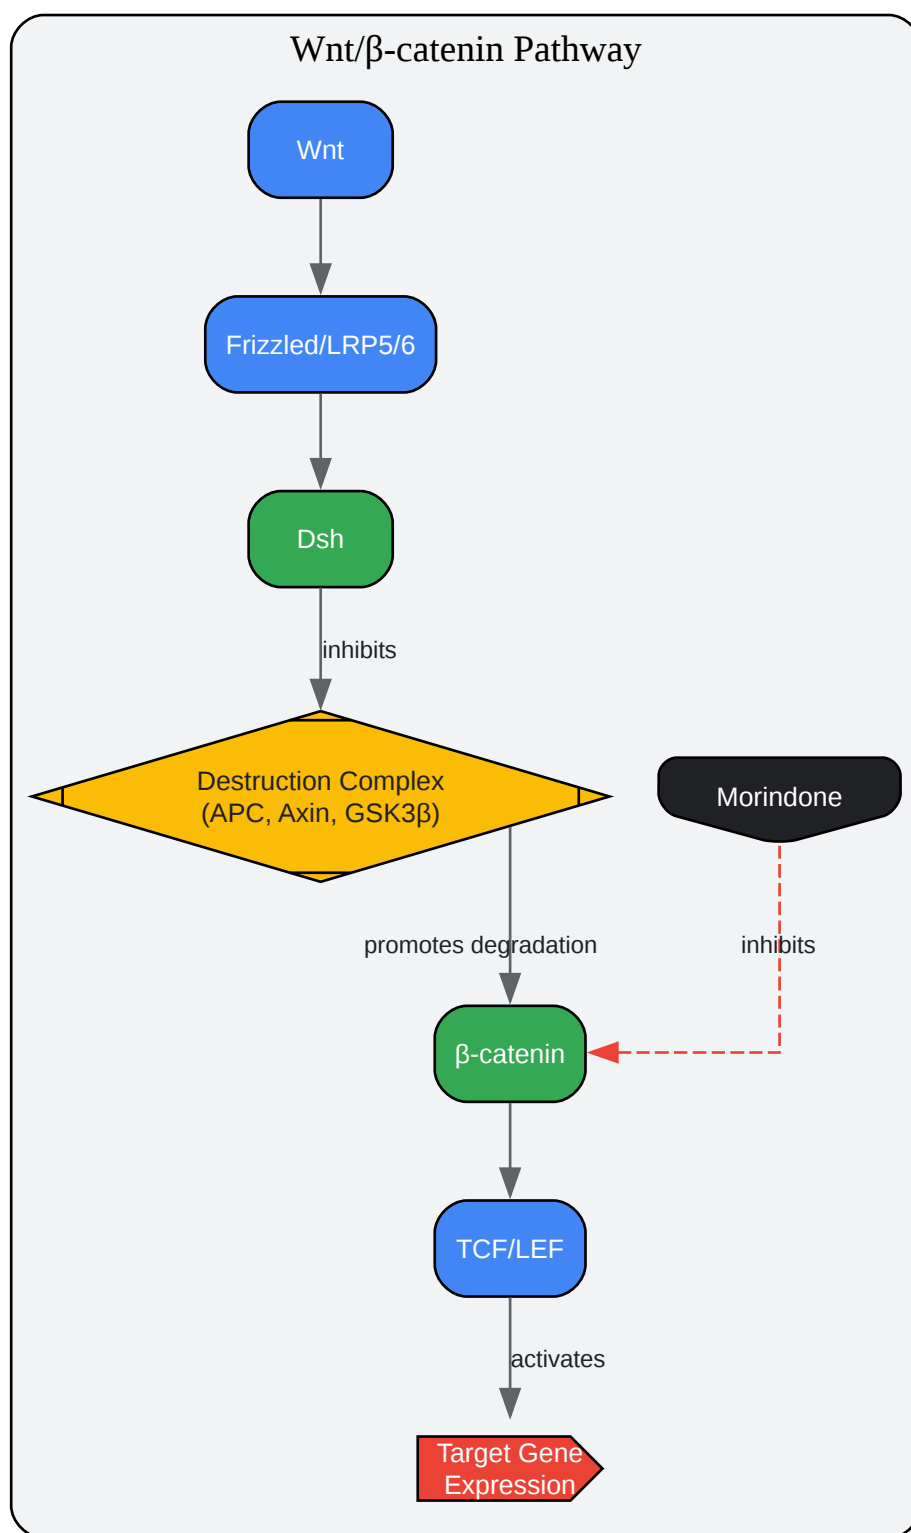 Wnt/β-catenin Pathway
Wnt
Frizzled/LRP5/6
Dsh
inhibits
Destruction Complex
(APC, Axin, GSK3β)
Morindone
promotes degradation
inhibits
β-catenin
TCF/LEF
activates
Target Gene
Expression